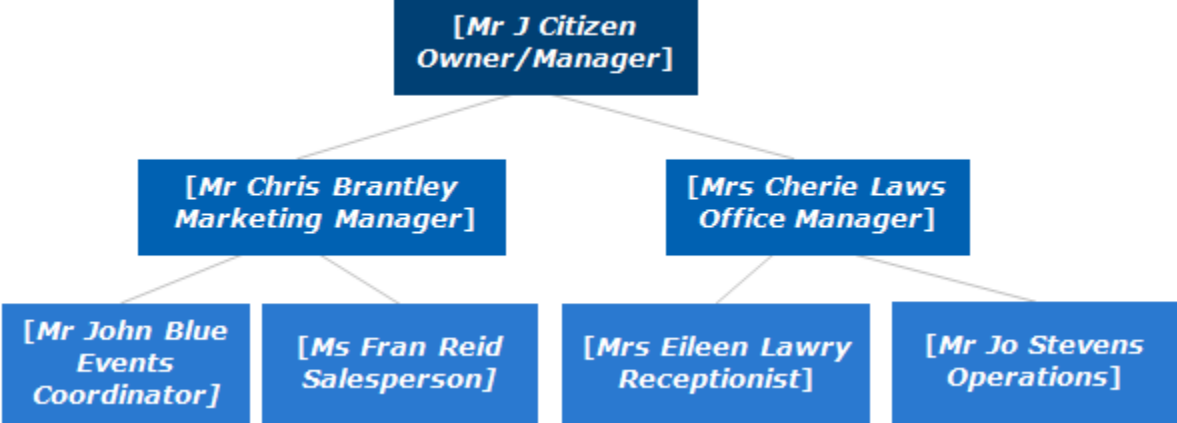 [Mr J Citizen
Owner/Manager]
[Mr Chris Brantley
Marketing Manager]
[Mrs Cherie Laws
Office Manager]
[Mr John Blue
Events
Coordinator]
[Ms Fran Reid
Salesperson]
[Mrs Eileen Lawry
Receptionist]
[Mr Jo Stevens
Operations]